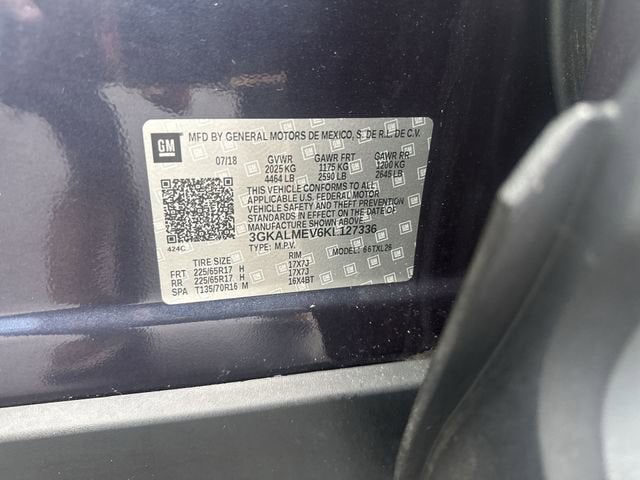 GM
MFD BY GENERAL MOTORS DE MEXICO, S. DE R.L. DE C.V.
07/18 GVWR GAWR FRT GAWR RR
2025 KG 1175 KG 1200 KG
4464 LB 2590 LB 2645 LB
THIS VEHICLE CONFORMS TO ALL
APPLICABLE U.S. FEDERAL MOTOR
VEHICLE SAFETY AND THEFT PREVENTION
STANDARDS IN EFFECT ON THE DATE OF
MANUFACTURE SHOWN ABOVE.
3GKALMEV6KL127336
424C TYPE: M.P.V. MODEL: 66TXL26
TIRE SIZE RIM
FRT 225/65R17 H 17X7J
RR 225/65R17 H 17X7J
SPA T135/70R16 M 16X4BT